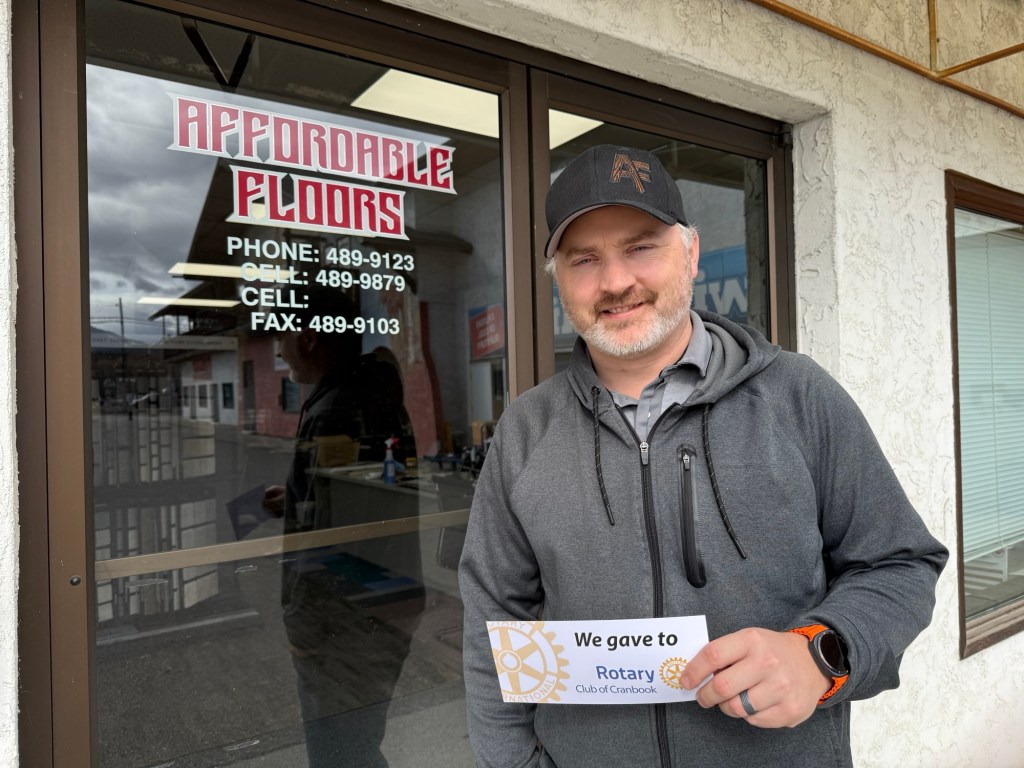 AFFORDABLE
FLOORS
PHONE: 489-9123
CELL: 489-9879
CELL:
FAX: 489-9103
AF
We gave to
Rotary
Club of Cranbook